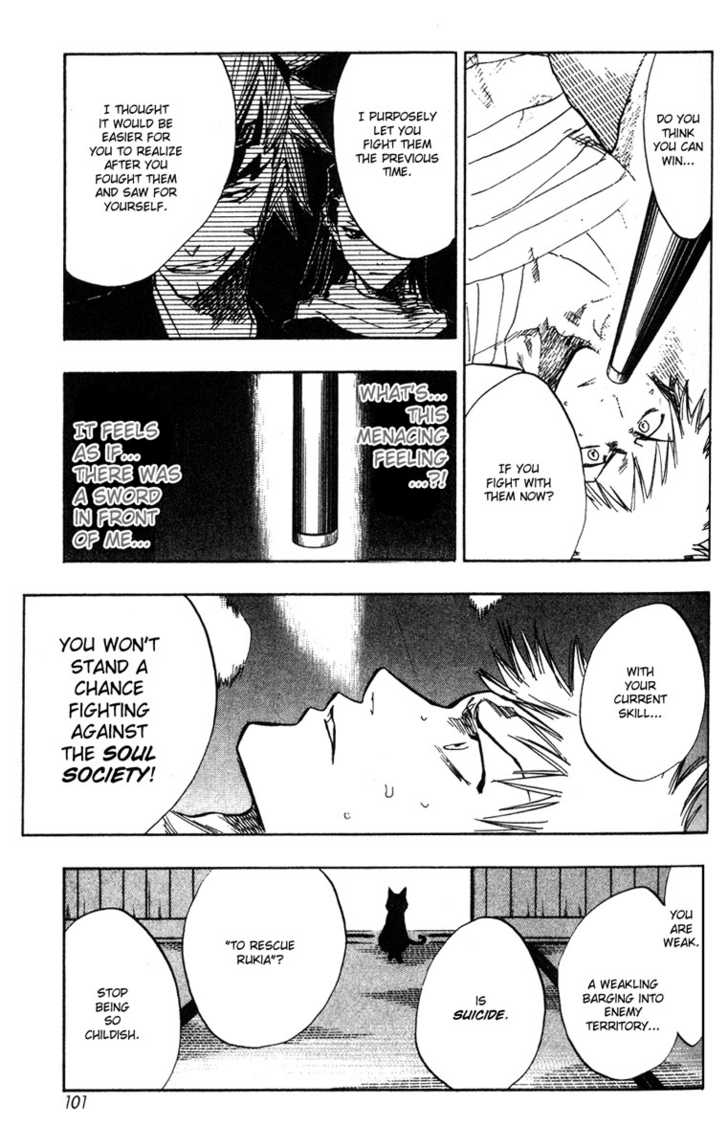 DO YOU
THINK
YOU CAN
WIN...
IF YOU
FIGHT WITH
THEM NOW?
I PURPOSELY
LET YOU
FIGHT THEM
THE PREVIOUS
TIME.
I THOUGHT
IT WOULD BE
EASIER FOR
YOU TO REALIZE
AFTER YOU
FOUGHT THEM
AND SAW FOR
YOURSELF.
WHAT'S...
THIS
MENACING
FEELING
...?!
IT FEELS
AS IF...
THERE WAS
A SWORD
IN FRONT
OF ME...
WITH
YOUR
CURRENT
SKILL...
YOU WON'T
STAND A
CHANCE
FIGHTING
AGAINST
THE SOUL
SOCIETY!
YOU
ARE
WEAK.
A WEAKLING
BARGING INTO
ENEMY
TERRITORY...
IS
SUICIDE.
"TO RESCUE
RUKIA"?
STOP
BEING
SO
CHILDISH.
101